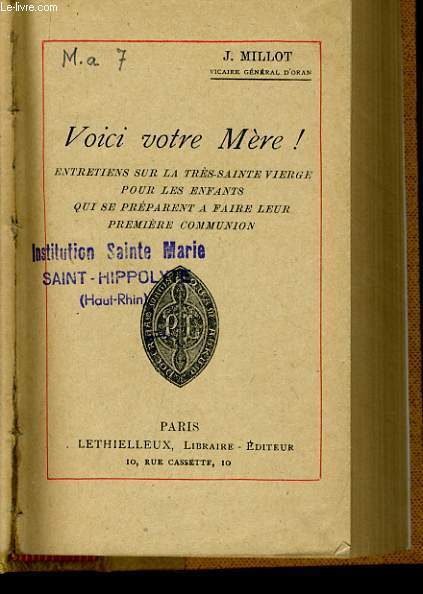 Le-livre.com
M.a 7
J. MILLOT
VICAIRE GÉNÉRAL D'ORAN
Voici votre Mère !
ENTRETIENS SUR LA TRÈS-SAINTE VIERGE
POUR LES ENFANTS
QUI SE PRÉPARENT A FAIRE LEUR
PREMIÈRE COMMUNION
Institution Sainte Marie
SAINT-HIPPOLYTE
(Haut-Rhin)
P L
PARIS
. LETHIELLEUX, LIBRAIRE-ÉDITEUR
10, RUE CASSETTE, 10